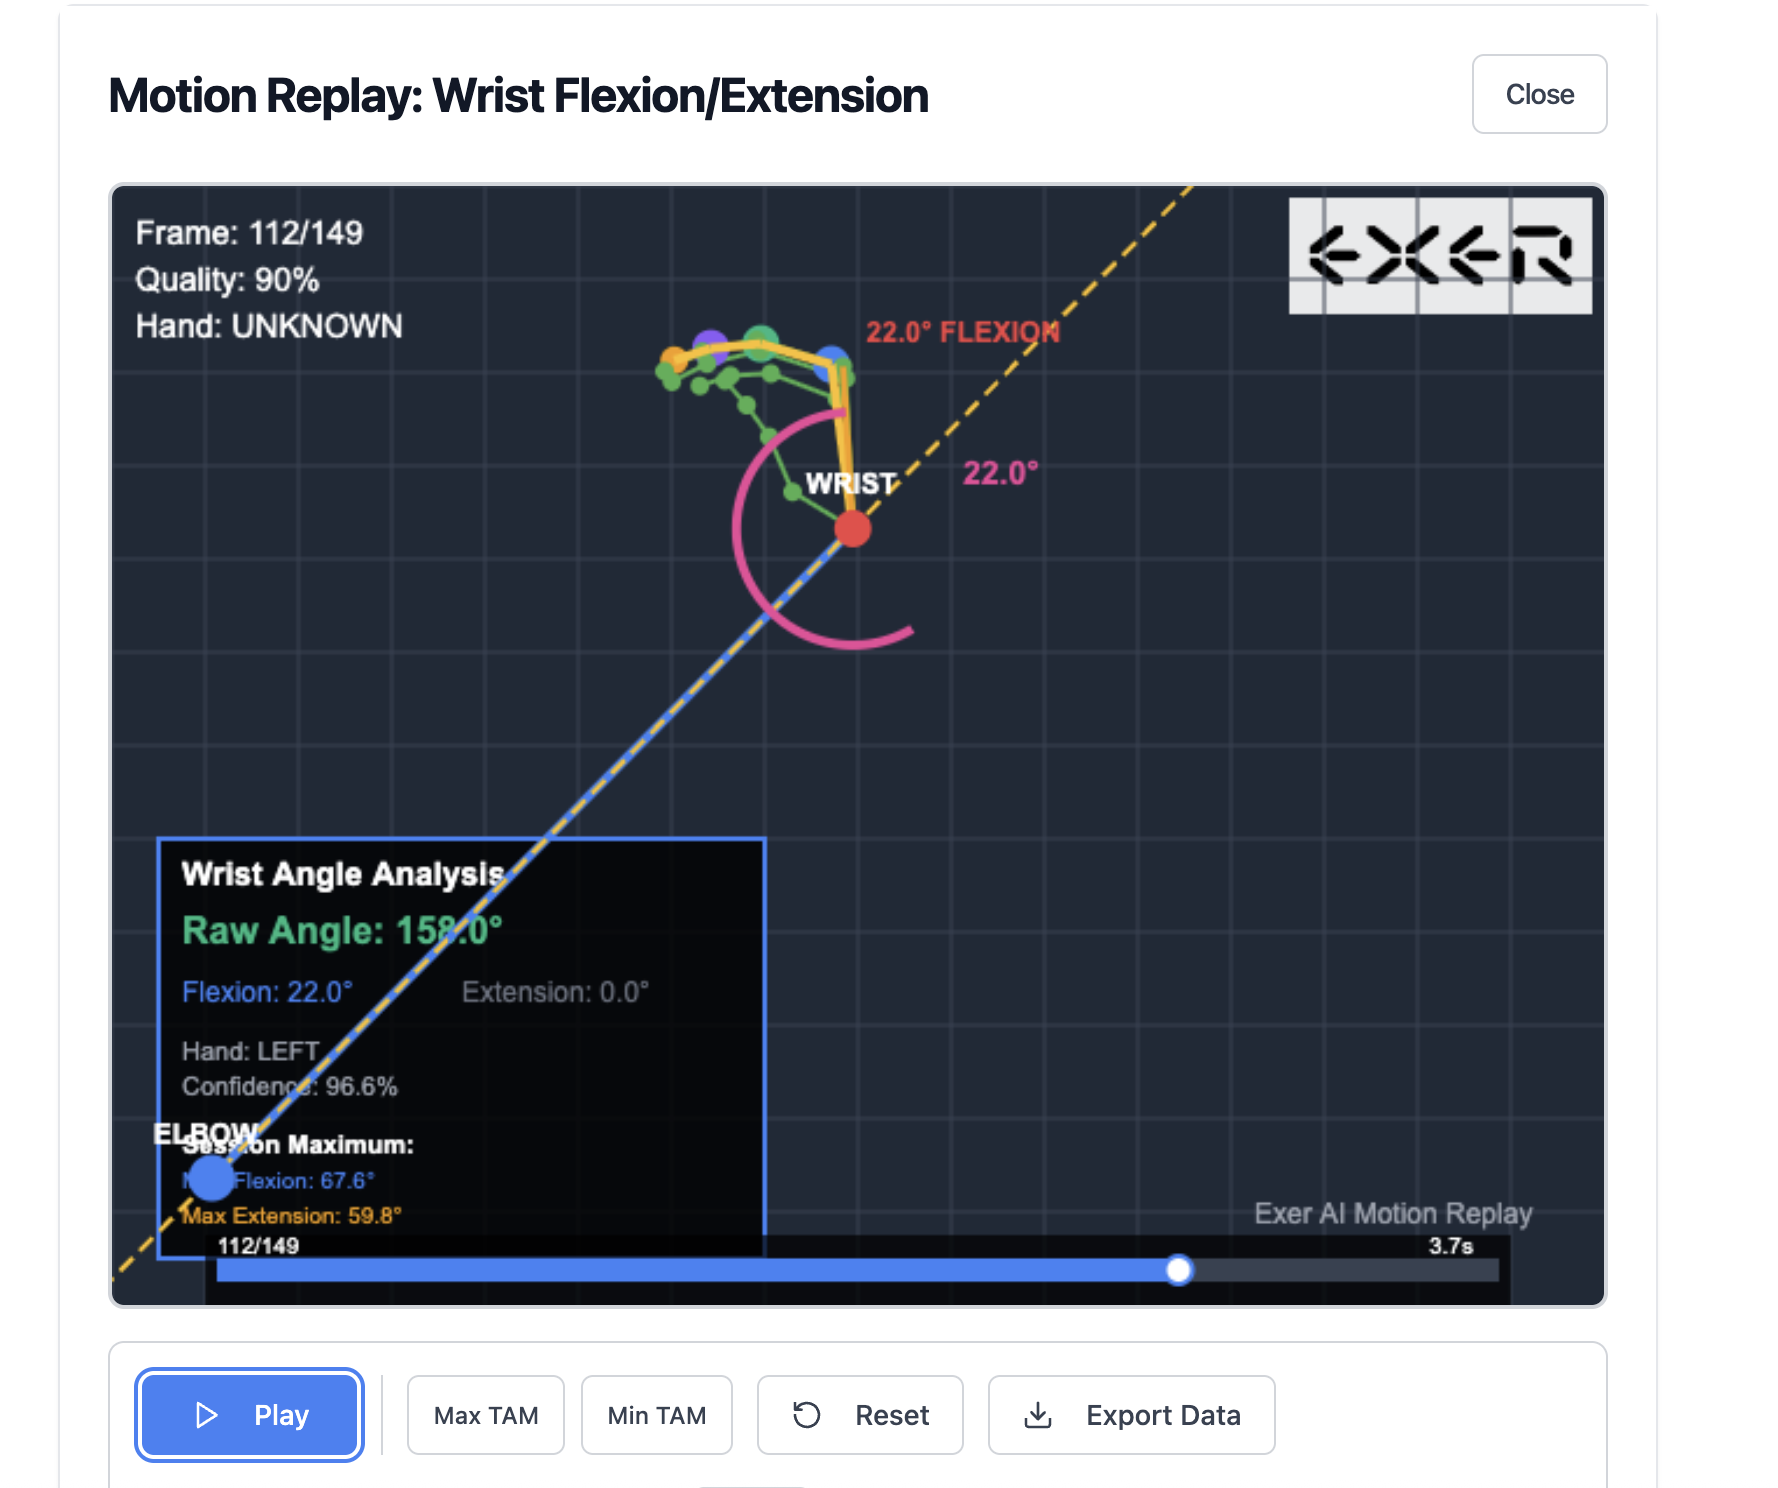 Motion Replay: Wrist Flexion/Extension
Close
Frame: 112/149
Quality: 90%
Hand: UNKNOWN
EXER
22.0° FLEXION
22.0°
WRIST
Wrist Angle Analysis
Raw Angle: 158.0°
Flexion: 22.0°
Extension: 0.0°
Hand: LEFT
Confidence: 96.6%
ELBOW
Session Maximum:
Flexion: 67.6°
Max Extension: 59.8°
Exer AI Motion Replay
112/149
3.7s
Play
Max TAM
Min TAM
Reset
Export Data